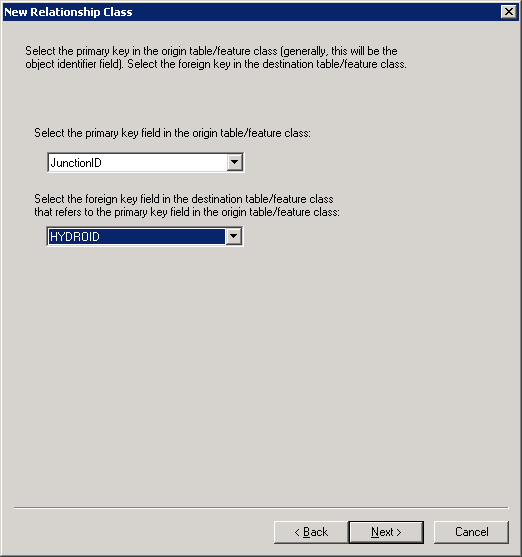 New Relationship Class
Select the primary key in the origin table/feature class (generally, this will be the
object identifier field). Select the foreign key in the destination table/feature class.
Select the primary key field in the origin table/feature class:
JunctionID
Select the foreign key field in the destination table/feature class
that refers to the primary key field in the origin table/feature class:
HYDROID
< Back
Next >
Cancel